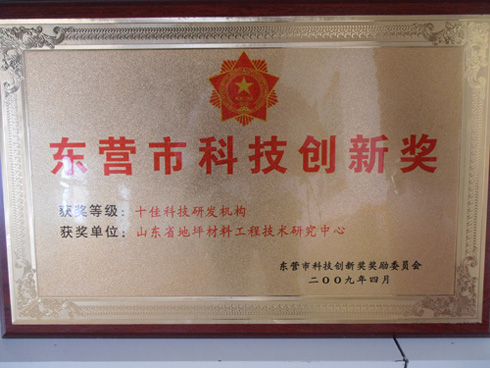 东营市科技创新奖
获奖等级：十佳科技研发机构
获奖单位：山东省地坪材料工程技术研究中心
东营市科技创新奖奖励委员会
二〇〇九年四月